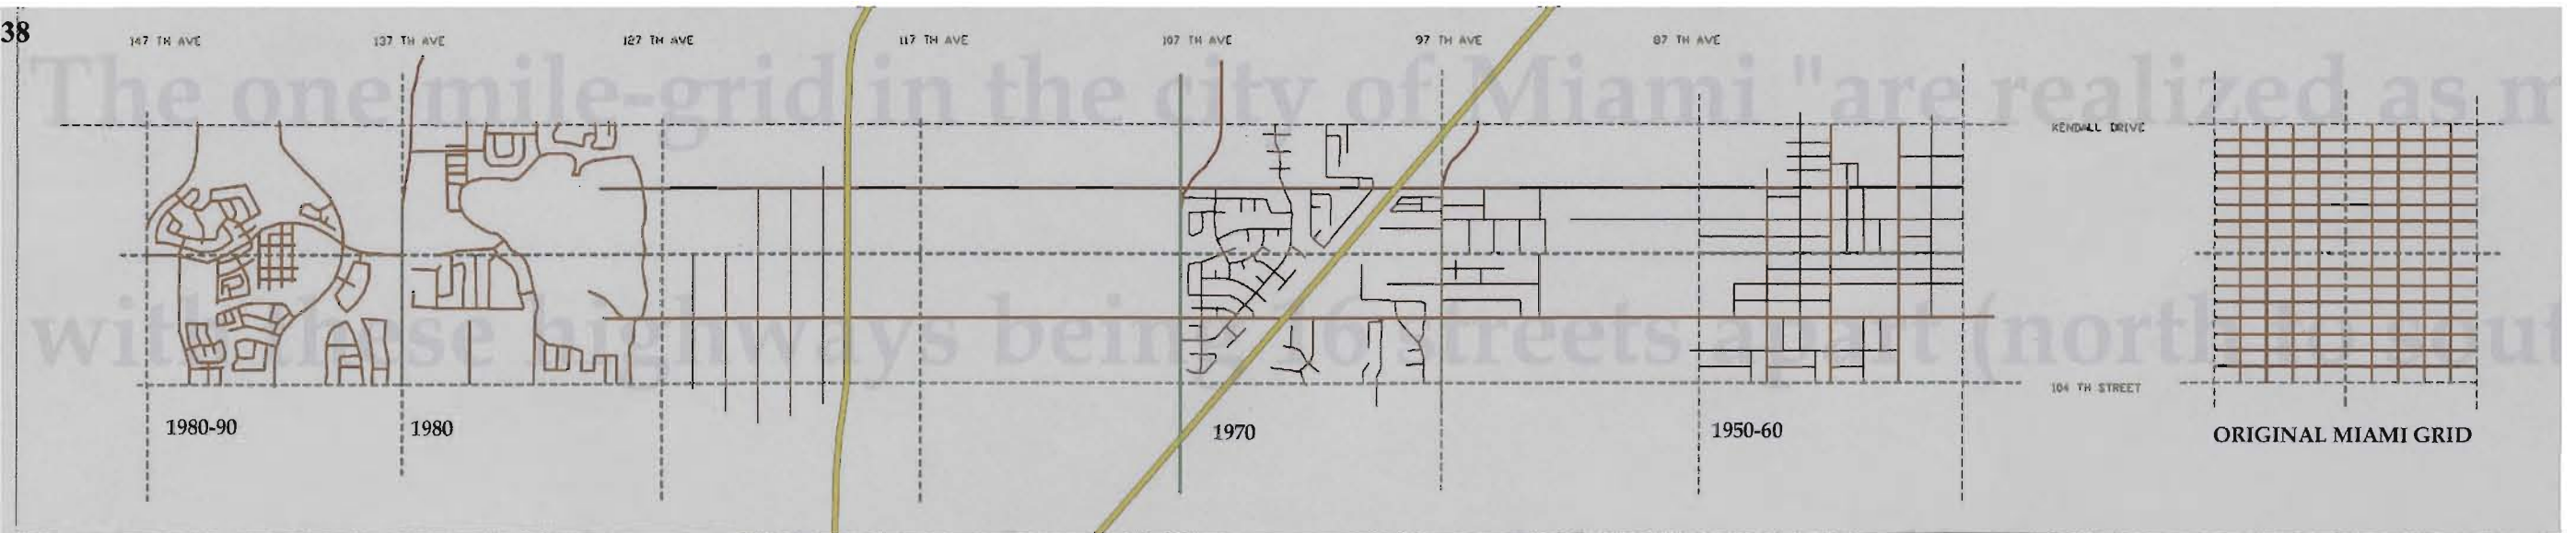 38
147 TH AVE 137 TH AVE 127 TH AVE 117 TH AVE 107 TH AVE 97 TH AVE 87 TH AVE
The one mile-grid in the city of Miami "are realized as m
KENDALL DRIVE
with these highways being 16 streets apart (north to sout
104 TH STREET
1980-90 1980 1970 1950-60 ORIGINAL MIAMI GRID